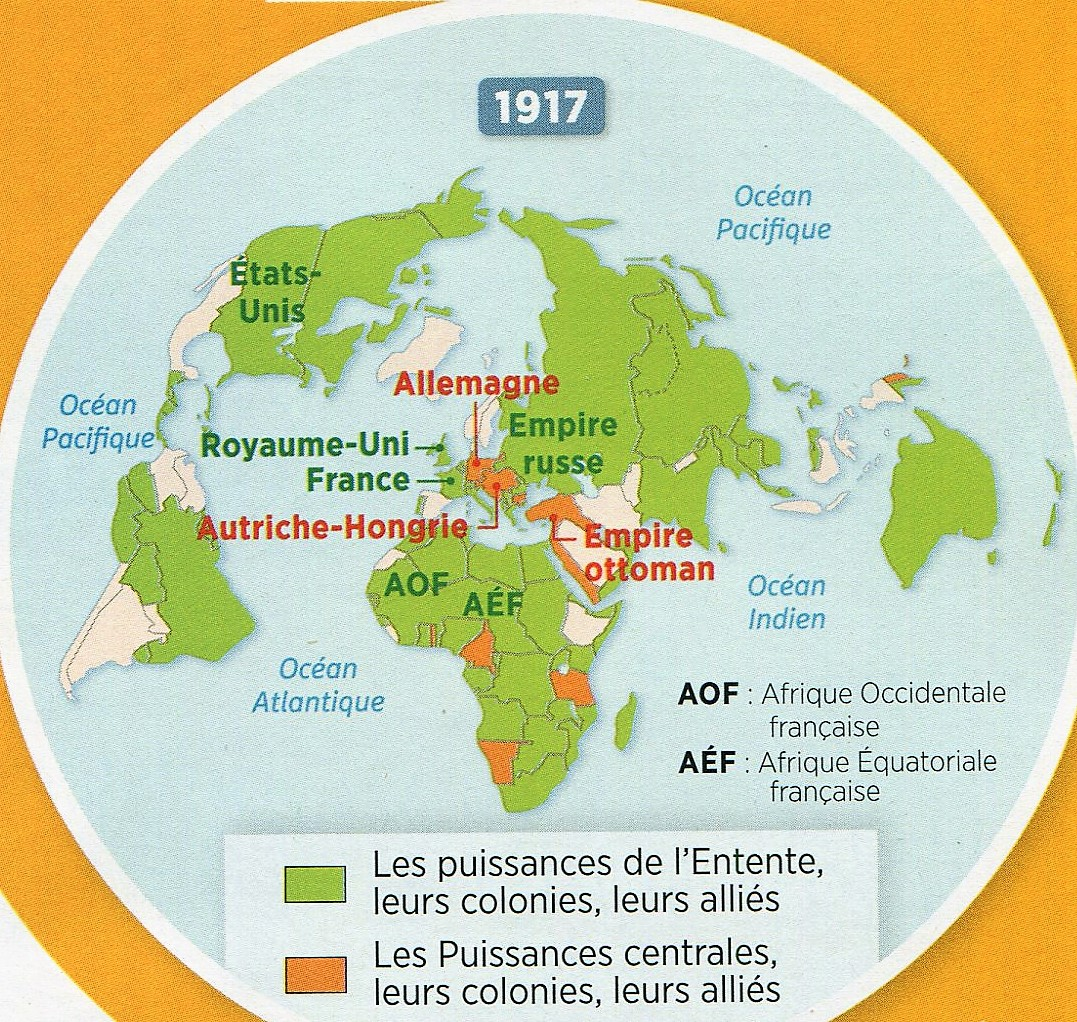 1917
Océan
Pacifique
États-
Unis
Allemagne
Océan
Pacifique
Empire
russe
Royaume-Uni
France
Autriche-Hongrie
Empire
ottoman
AOF
AÉF
Océan
Indien
Océan
Atlantique
AOF : Afrique Occidentale
française
AÉF : Afrique Équatoriale
française
Les puissances de l'Entente,
leurs colonies, leurs alliés
Les Puissances centrales,
leurs colonies, leurs alliés